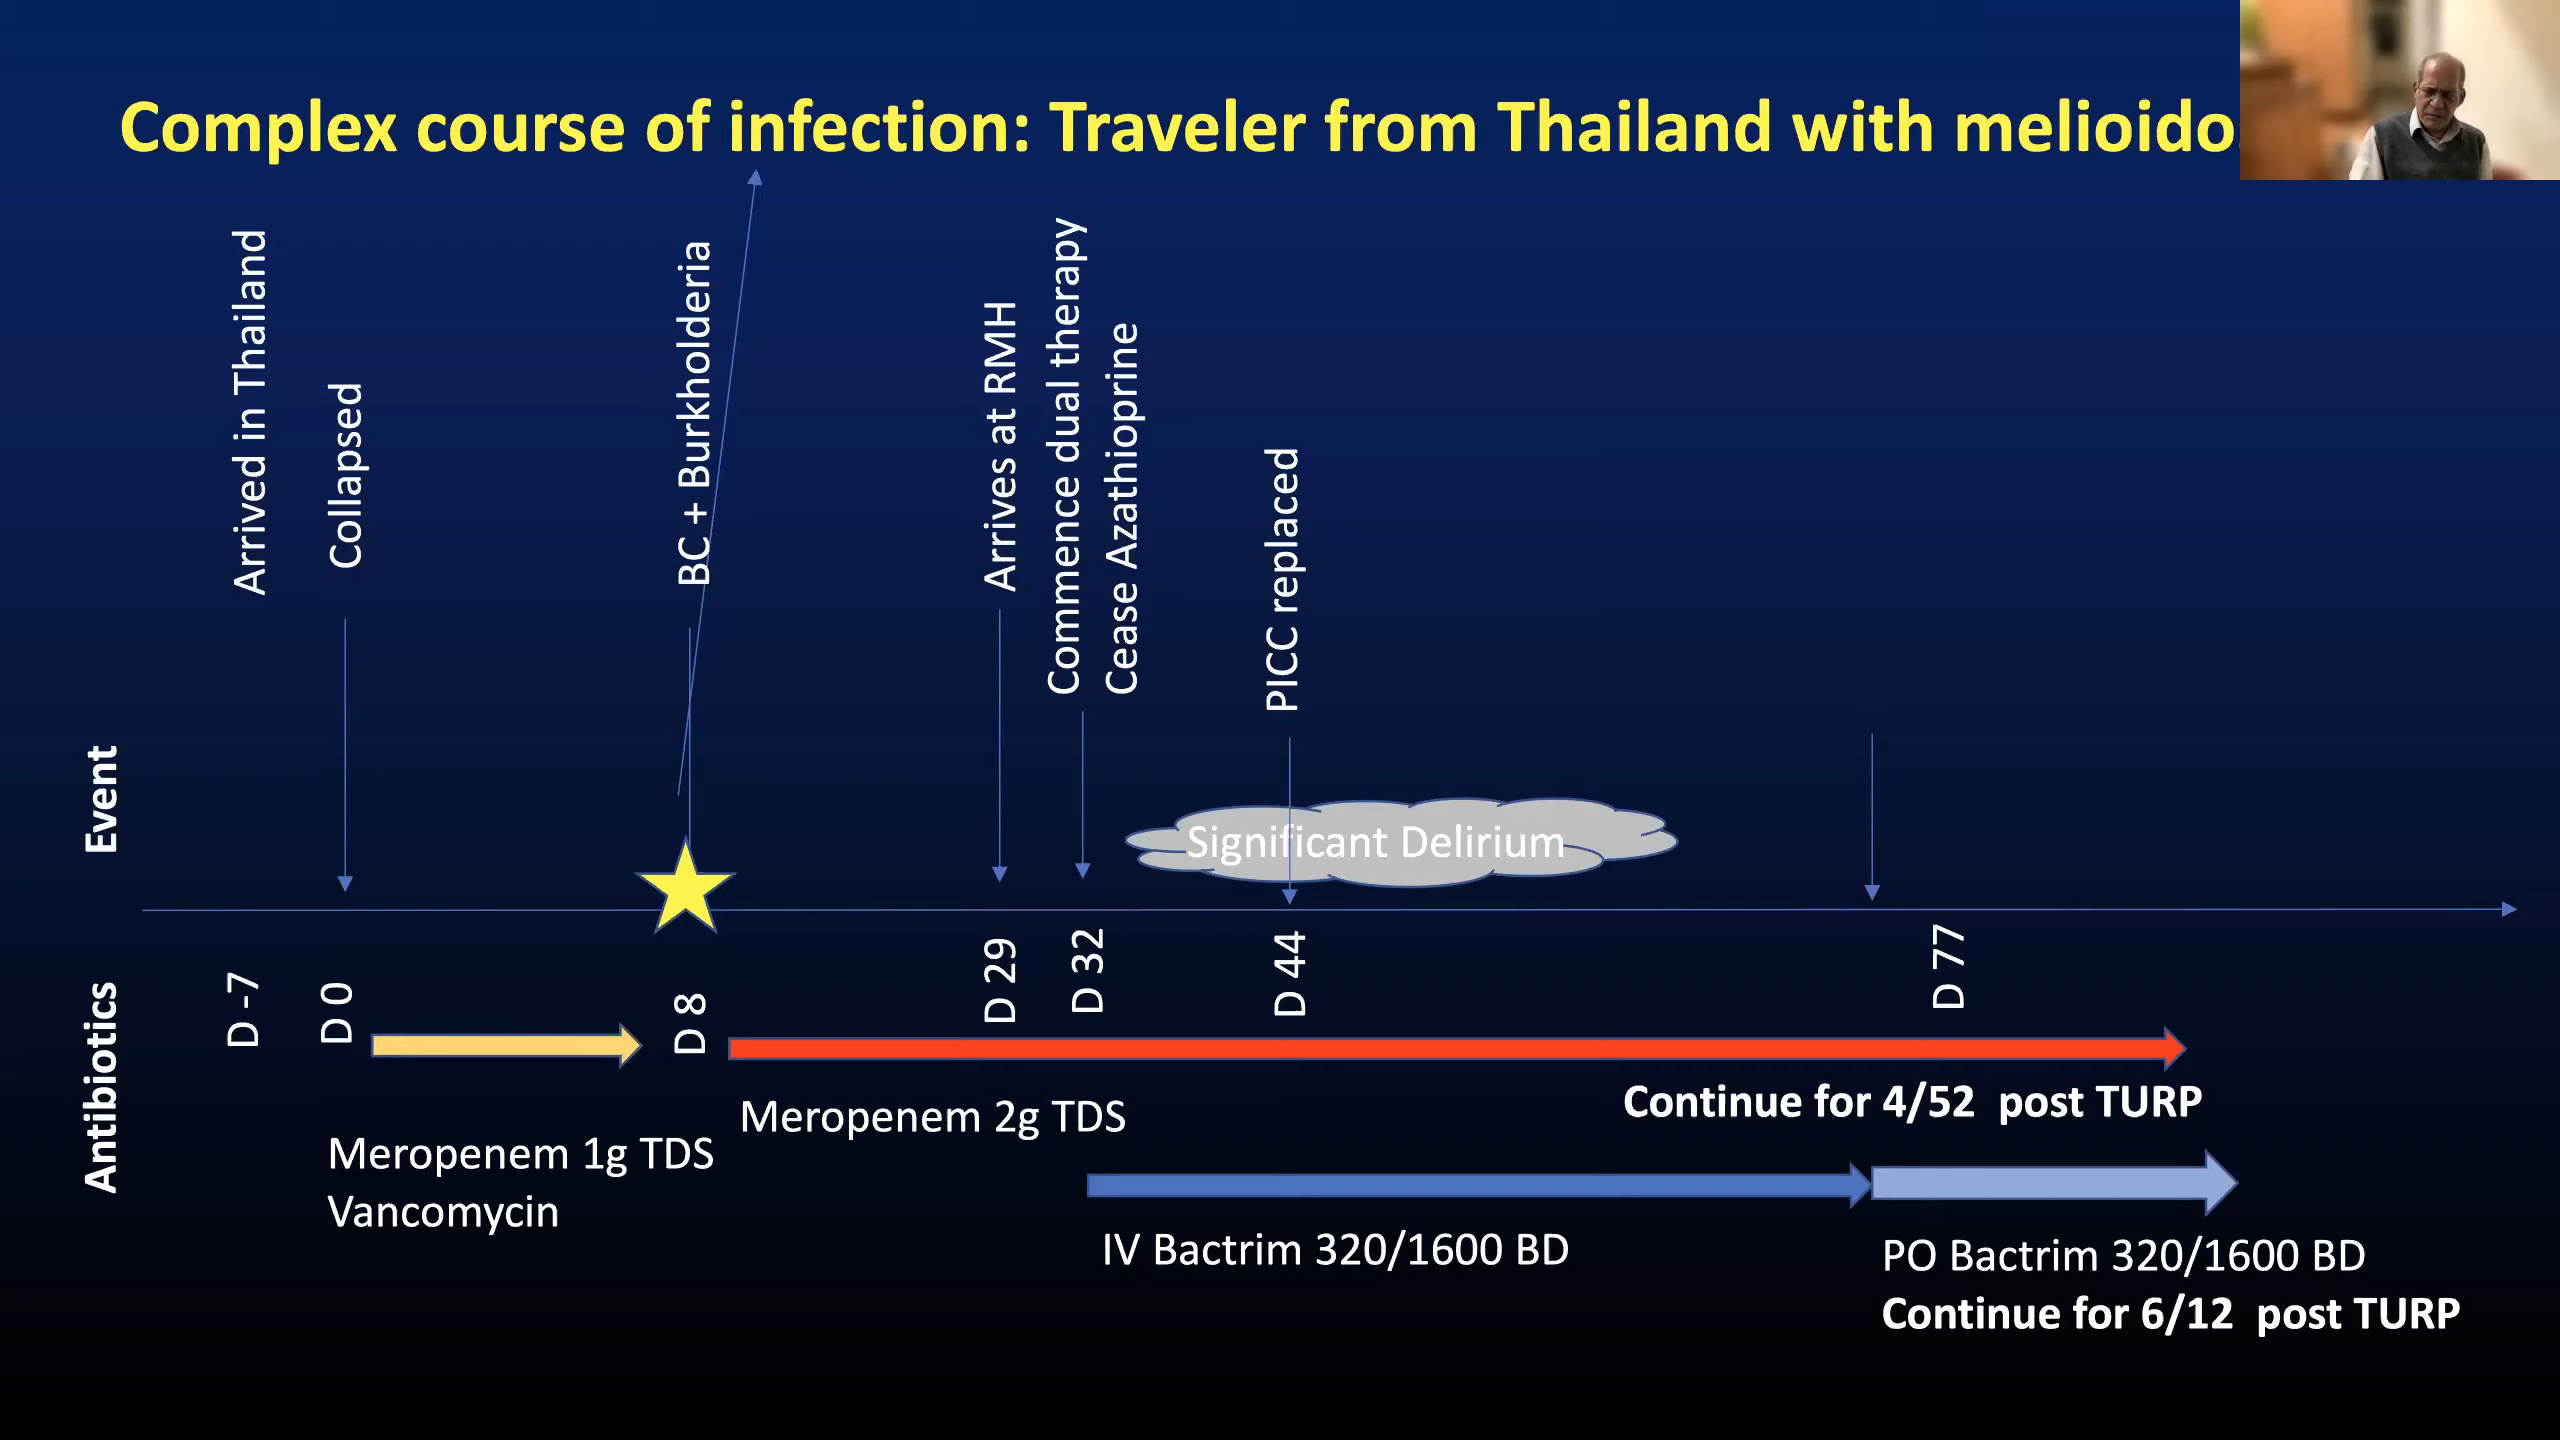 Complex course of infection: Traveler from Thailand with
Arrived in Thailand
Collapsed
BC + Burkholderia
Arrives at RMH
Commence dual therapy
Cease Azathioprine
PICC replaced
Event
Significant Delirium
Antibiotics
D -7
D 0
D 8
D 29
D 32
D 44
D 77
Meropenem 1g TDS
Vancomycin
Meropenem 2g TDS
Continue for 4/52 post TURP
IV Bactrim 320/1600 BD
PO Bactrim 320/1600 BD
Continue for 6/12 post TURP